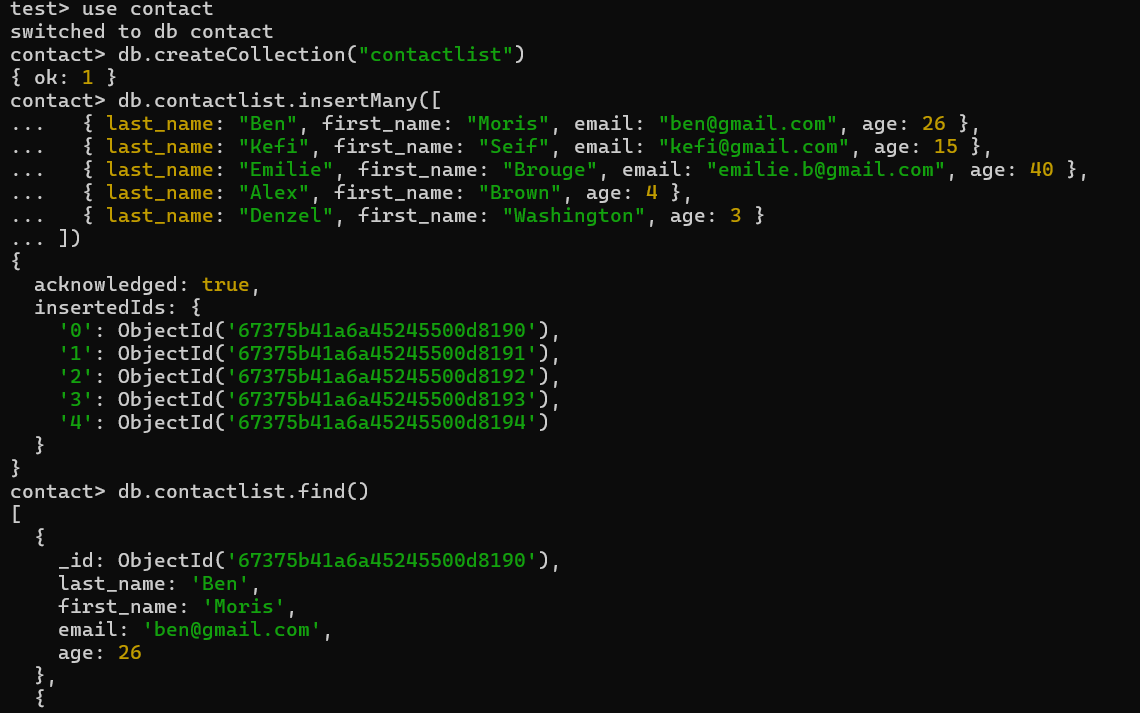 test> use contact
switched to db contact
contact> db.createCollection("contactlist")
{ ok: 1 }
contact> db.contactlist.insertMany([
...   { last_name: "Ben", first_name: "Moris", email: "ben@gmail.com", age: 26 },
...   { last_name: "Kefi", first_name: "Seif", email: "kefi@gmail.com", age: 15 },
...   { last_name: "Emilie", first_name: "Brouge", email: "emilie.b@gmail.com", age: 40 },
...   { last_name: "Alex", first_name: "Brown", age: 4 },
...   { last_name: "Denzel", first_name: "Washington", age: 3 }
... ])
{
  acknowledged: true,
  insertedIds: {
    '0': ObjectId('67375b41a6a45245500d8190'),
    '1': ObjectId('67375b41a6a45245500d8191'),
    '2': ObjectId('67375b41a6a45245500d8192'),
    '3': ObjectId('67375b41a6a45245500d8193'),
    '4': ObjectId('67375b41a6a45245500d8194')
  }
}
contact> db.contactlist.find()
[
  {
    _id: ObjectId('67375b41a6a45245500d8190'),
    last_name: 'Ben',
    first_name: 'Moris',
    email: 'ben@gmail.com',
    age: 26
  },
  {